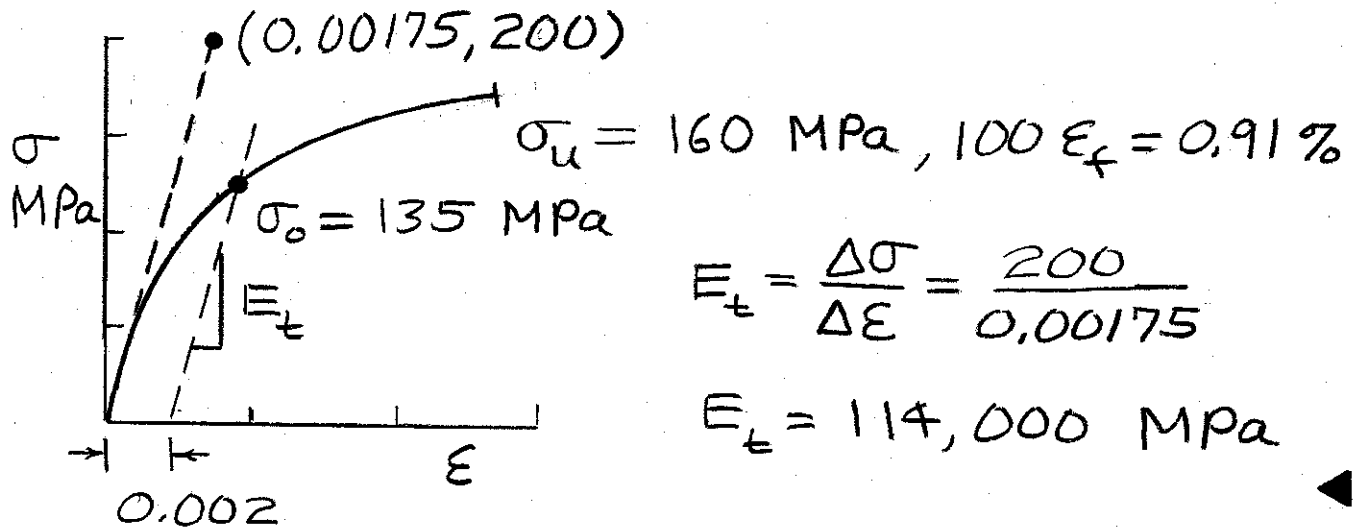 (0.00175, 200)
σ
MPa
σu = 160 MPa, 100 εf = 0.91 %
σo = 135 MPa
Et
Et = Δσ/Δε = 200/0.00175
Et = 114,000 MPa
ε
0.002